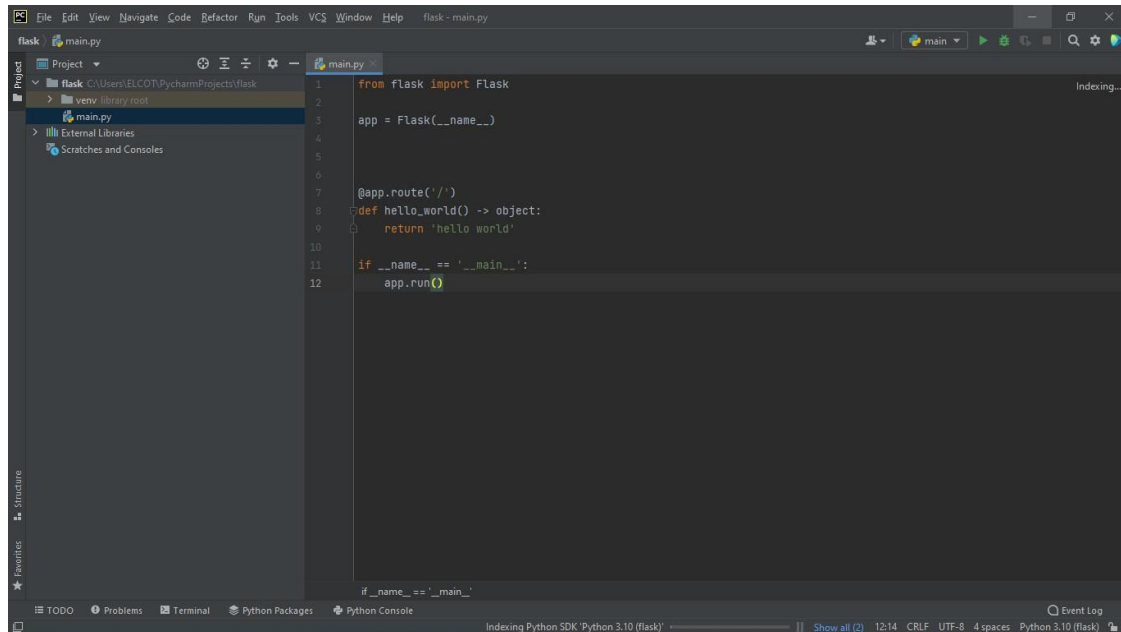 PC File Edit View Navigate Code Refactor Run Tools VCS Window Help flask - main.py
flask main.py main
Project
Project
main.py
flask C:\Users\ELCOT\PycharmProjects\flask
venv library root
main.py
External Libraries
Scratches and Consoles
Indexing...
1 from flask import Flask
2
3 app = Flask(__name__)
4
5
6
7 @app.route('/')
8 def hello_world() -> object:
9 return 'hello world'
10
11 if __name__ == '__main__':
12 app.run()
Structure
Favorites
if __name__ == '__main__'
TODO Problems Terminal Python Packages Python Console Event Log
Indexing Python SDK 'Python 3.10 (flask)' Show all (2) 12:14 CRLF UTF-8 4 spaces Python 3.10 (flask)